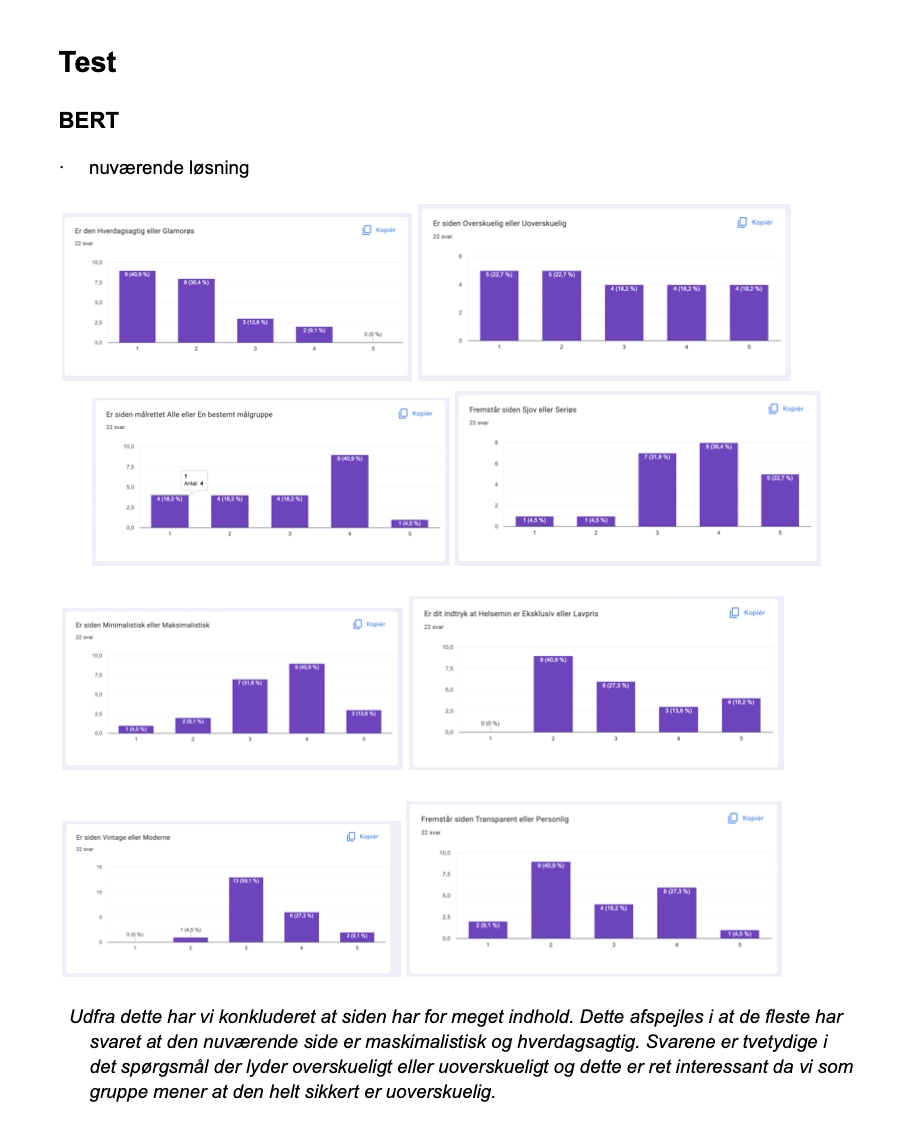 Test
BERT
· nuværende løsning
Er den Hverdagsagtig eller Glamorøs
Kopiér
22 svar
10,0
7,5
5,0
2,5
0,0
9 (40,9 %)
8 (36,4 %)
3 (13,6 %)
2 (9,1 %)
0 (0 %)
1 2 3 4 5
Er siden Overskuelig eller Uoverskuelig
Kopiér
22 svar
6
4
2
0
5 (22,7 %)
5 (22,7 %)
4 (18,2 %)
4 (18,2 %)
4 (18,2 %)
1 2 3 4 5
Er siden målrettet Alle eller En bestemt målgruppe
Kopiér
22 svar
10,0
7,5
5,0
2,5
0,0
1
Antal: 4
4 (18,2 %)
4 (18,2 %)
4 (18,2 %)
9 (40,9 %)
1 (4,5 %)
1 2 3 4 5
Fremstår siden Sjov eller Seriøs
Kopiér
22 svar
8
6
4
2
0
1 (4,5 %)
1 (4,5 %)
7 (31,8 %)
8 (36,4 %)
5 (22,7 %)
1 2 3 4 5
Er siden Minimalistisk eller Maksimalistisk
Kopiér
22 svar
10,0
7,5
5,0
2,5
0,0
1 (4,5 %)
2 (9,1 %)
7 (31,8 %)
9 (40,9 %)
3 (13,6 %)
1 2 3 4 5
Er dit indtryk at Helsemin er Eksklusiv eller Lavpris
Kopiér
22 svar
10,0
7,5
5,0
2,5
0,0
0 (0 %)
9 (40,9 %)
6 (27,3 %)
3 (13,6 %)
4 (18,2 %)
1 2 3 4 5
Er siden Vintage eller Moderne
Kopiér
22 svar
15
10
5
0
0 (0 %)
1 (4,5 %)
13 (59,1 %)
6 (27,3 %)
2 (9,1 %)
1 2 3 4 5
Fremstår siden Transparent eller Personlig
Kopiér
22 svar
10,0
7,5
5,0
2,5
0,0
2 (9,1 %)
9 (40,9 %)
4 (18,2 %)
6 (27,3 %)
1 (4,5 %)
1 2 3 4 5
Udfra dette har vi konkluderet at siden har for meget indhold. Dette afspejles i at de fleste har
svaret at den nuværende side er maskimalistisk og hverdagsagtig. Svarene er tvetydige i
det spørgsmål der lyder overskueligt eller uoverskueligt og dette er ret interessant da vi som
gruppe mener at den helt sikkert er uoverskuelig.